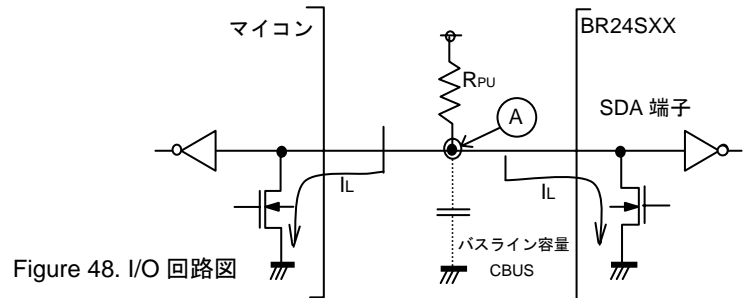 マイコン
BR24SXX
RPU
A
SDA 端子
IL
IL
バスライン容量
CBUS
Figure 48. I/O 回路図